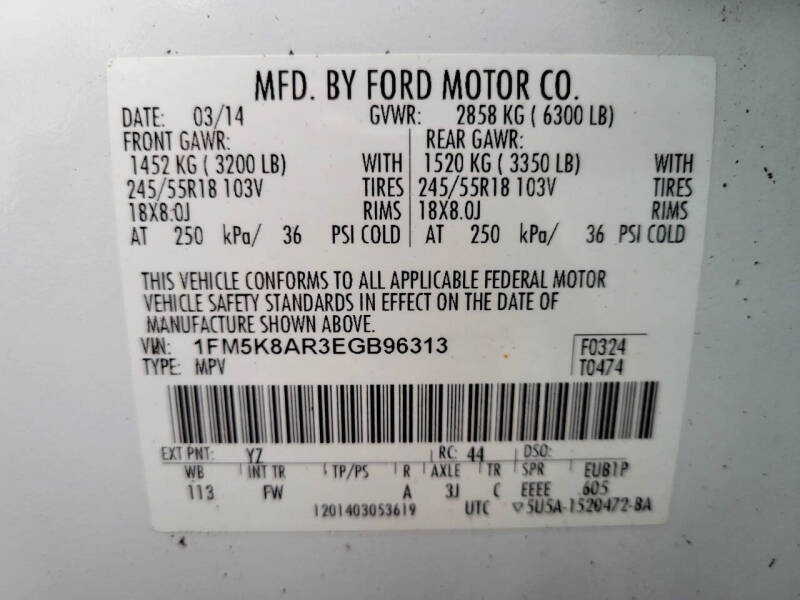 MFD. BY FORD MOTOR CO.
DATE: 03/14 GVWR: 2858 KG ( 6300 LB)
FRONT GAWR: REAR GAWR:
1452 KG ( 3200 LB) WITH 1520 KG ( 3350 LB) WITH
245/55R18 103V TIRES 245/55R18 103V TIRES
18X8.0J RIMS 18X8.0J RIMS
AT 250 kPa/ 36 PSI COLD AT 250 kPa/ 36 PSI COLD
THIS VEHICLE CONFORMS TO ALL APPLICABLE FEDERAL MOTOR
VEHICLE SAFETY STANDARDS IN EFFECT ON THE DATE OF
MANUFACTURE SHOWN ABOVE.
VIN: 1FM5K8AR3EGB96313 F0324
TYPE: MPV T0474
EXT PNT: YZ RC: 44 DSO:
WB INT TR TP/PS R AXLE TR SPR EUB1P
113 FW A 3J C EEEE 605
1201403053619 UTC ▽5U5A-1520472-BA